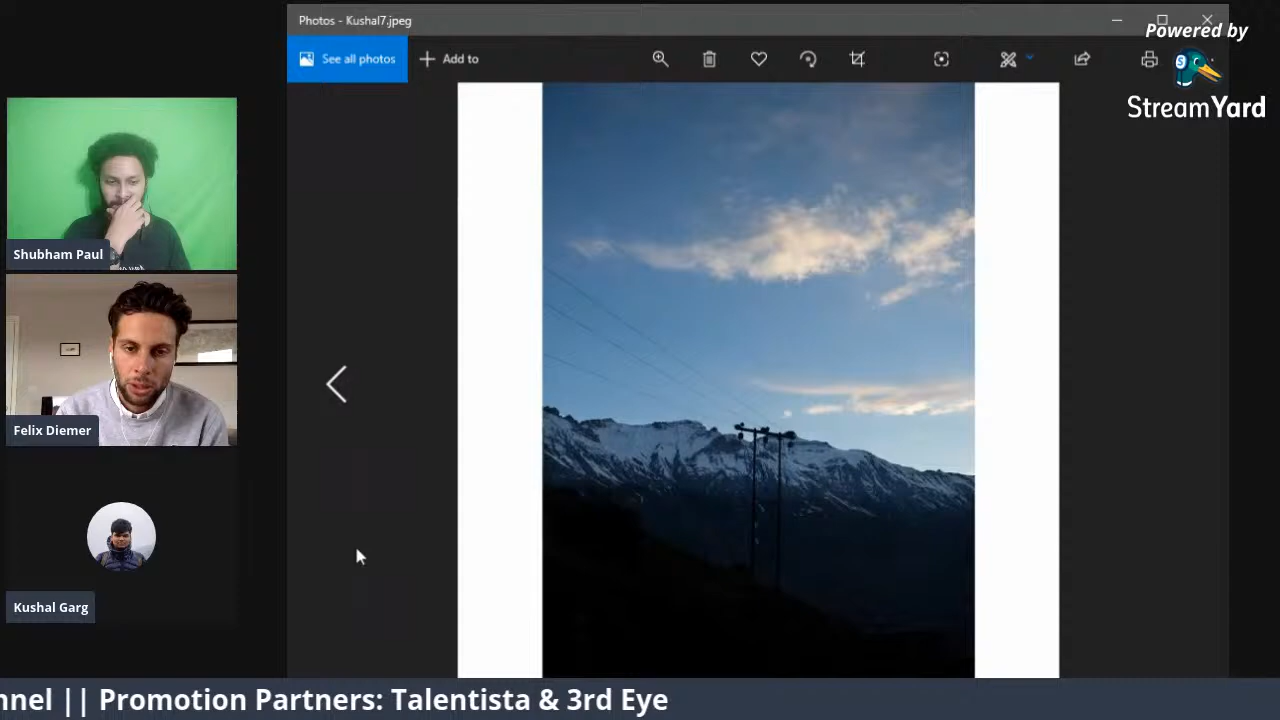 Photos - Kushal7.jpeg
Powered by
See all photos
Add to
StreamYard
Shubham Paul
Felix Diemer
Kushal Garg
nnel || Promotion Partners: Talentista & 3rd Eye